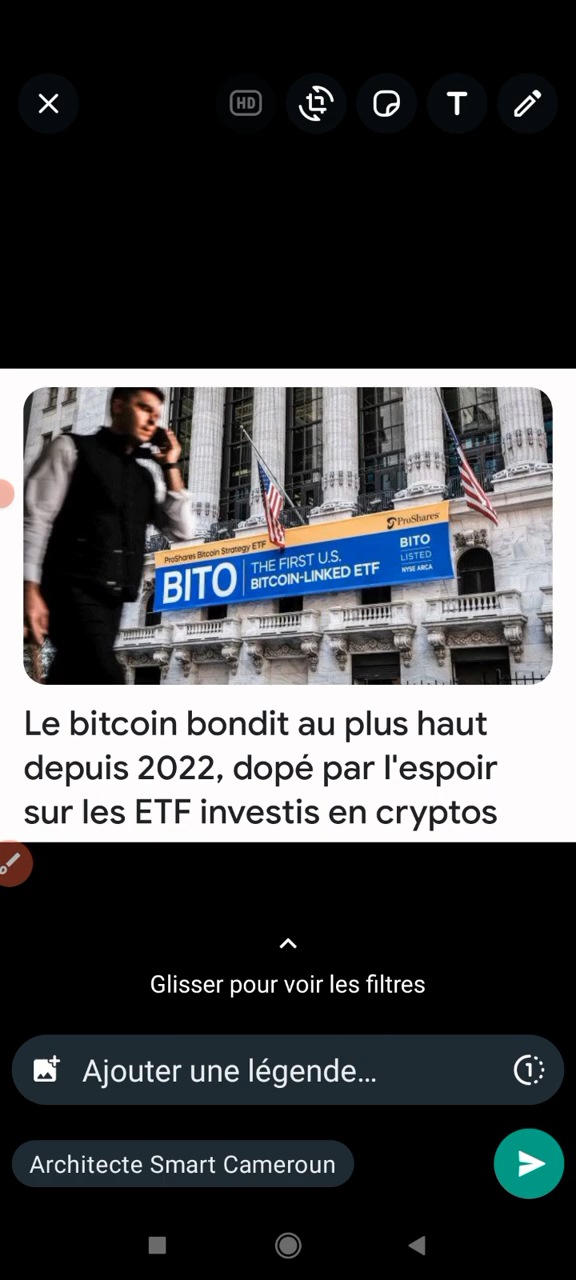 HD
T
ProShares Bitcoin Strategy ETF
ProShares
BITO
THE FIRST U.S.
BITCOIN-LINKED ETF
BITO
LISTED
NYSE ARCA
Le bitcoin bondit au plus haut
depuis 2022, dopé par l'espoir
sur les ETF investis en cryptos
Glisser pour voir les filtres
Ajouter une légende...
1
Architecte Smart Cameroun